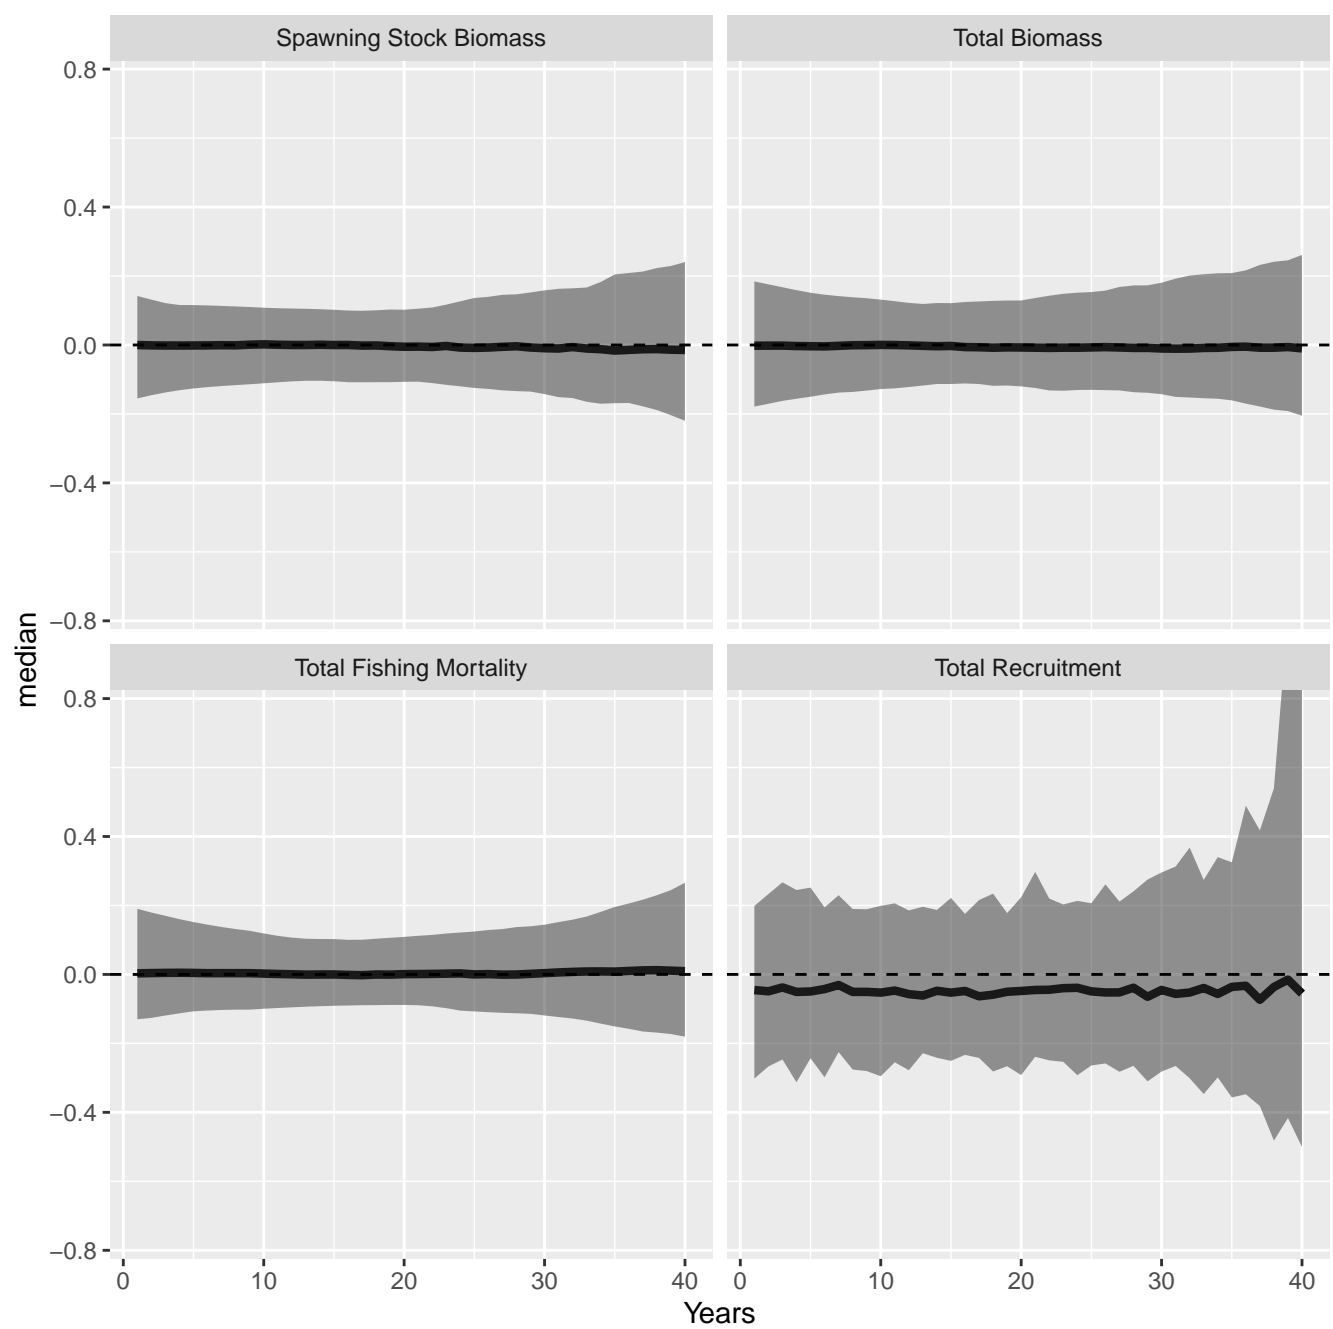 Spawning Stock Biomass
Total Biomass
0.8
0.4
0.0
−0.4
−0.8
median
Total Fishing Mortality
Total Recruitment
0.8
0.4
0.0
−0.4
−0.8
0 10 20 30 40
0 10 20 30 40
Years